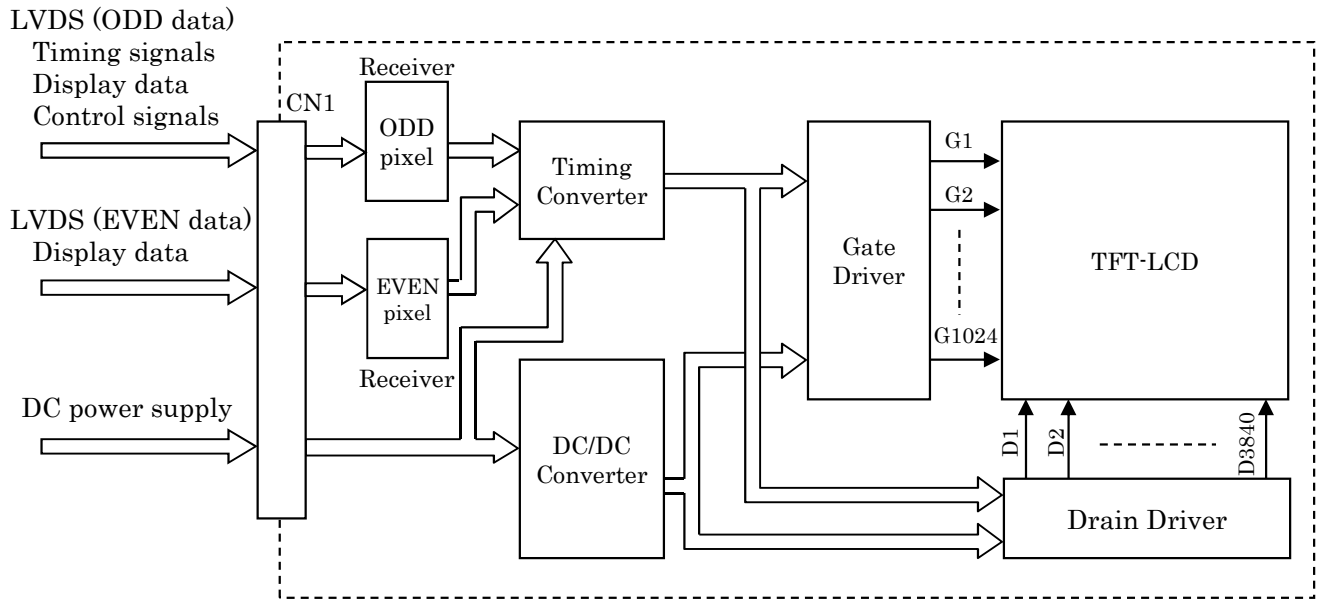 LVDS (ODD data)
Timing signals
Display data
Control signals
LVDS (EVEN data)
Display data
DC power supply
CN1
Receiver
ODD
pixel
EVEN
pixel
Receiver
Timing
Converter
DC/DC
Converter
Gate
Driver
G1
G2
G1024
TFT-LCD
D1
D2
D3840
Drain Driver